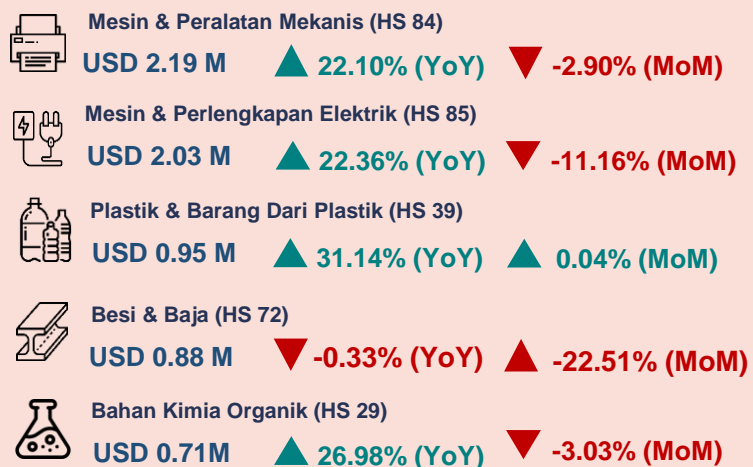 Mesin & Peralatan Mekanis (HS 84)
USD 2.19 M 22.10% (YoY) -2.90% (MoM)
Mesin & Perlengkapan Elektrik (HS 85)
USD 2.03 M 22.36% (YoY) -11.16% (MoM)
Plastik & Barang Dari Plastik (HS 39)
USD 0.95 M 31.14% (YoY) 0.04% (MoM)
Besi & Baja (HS 72)
USD 0.88 M -0.33% (YoY) -22.51% (MoM)
Bahan Kimia Organik (HS 29)
USD 0.71M 26.98% (YoY) -3.03% (MoM)